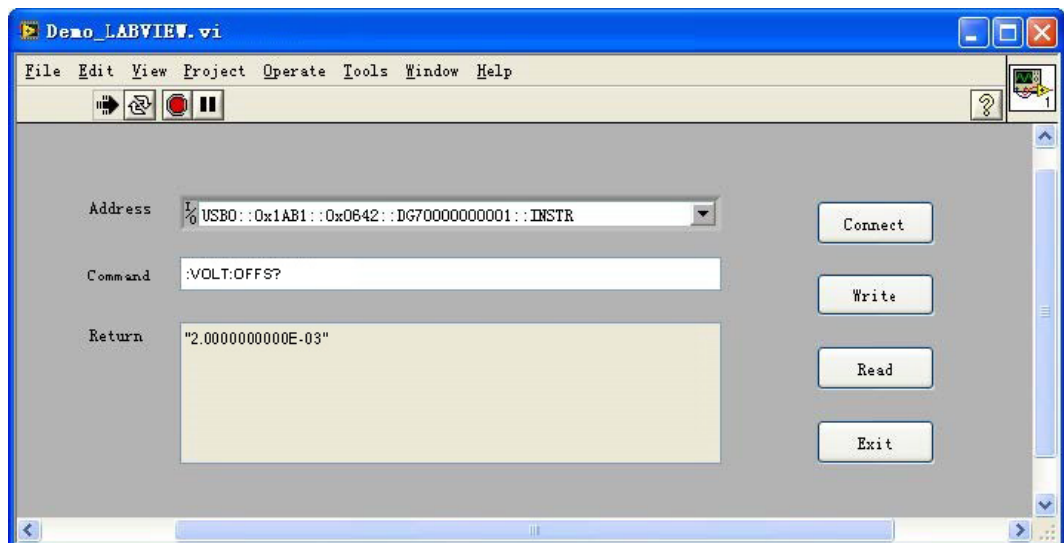 Demo_LABVIEW.vi
File Edit View Project Operate Tools Window Help
1
Address
I/O USB0::0x1AB1::0x0642::DG70000000001::INSTR
Connect
Command
:VOLT:OFFS?
Write
Return
"2.0000000000E-03"
Read
Exit